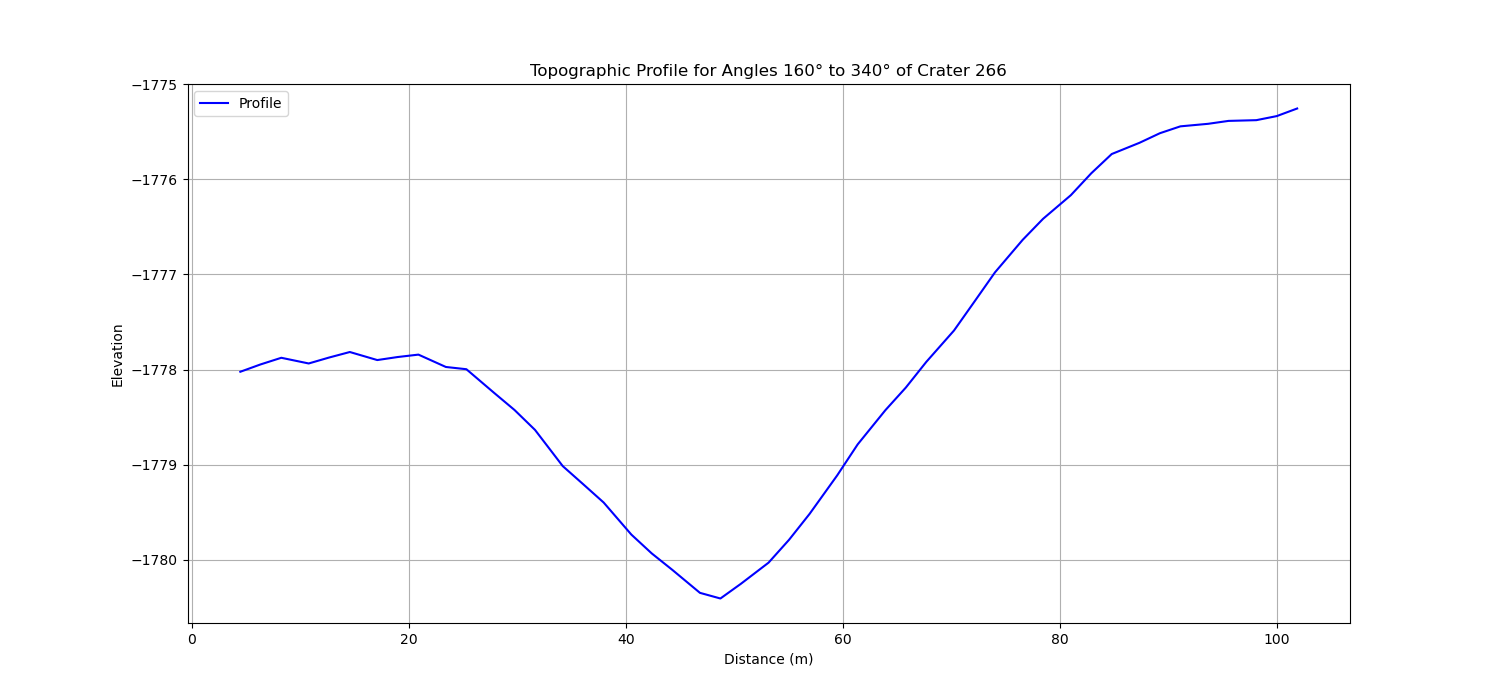 Topographic Profile for Angles 160° to 340° of Crater 266
Profile
−1775
−1776
−1777
−1778
−1779
−1780
Elevation
0 20 40 60 80 100
Distance (m)